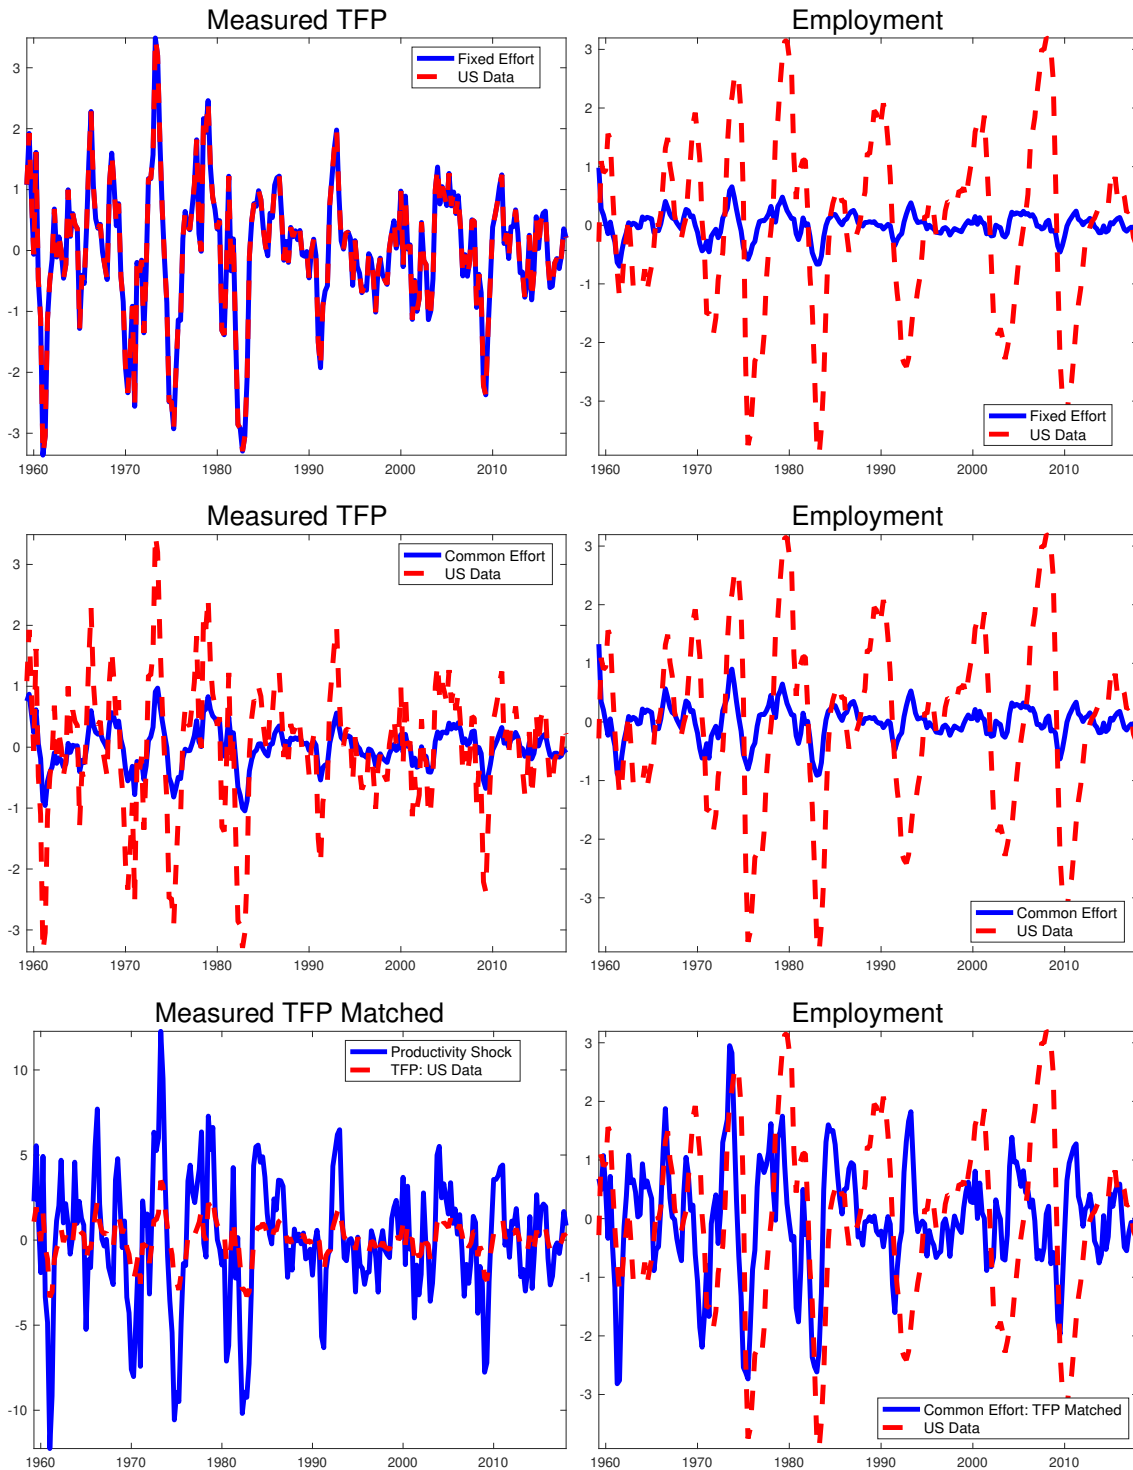 Measured TFP
3
2
1
0
-1
-2
-3
1960 1970 1980 1990 2000 2010
Fixed Effort
US Data
Employment
3
2
1
0
-1
-2
-3
1960 1970 1980 1990 2000 2010
Fixed Effort
US Data
Measured TFP
3
2
1
0
-1
-2
-3
1960 1970 1980 1990 2000 2010
Common Effort
US Data
Employment
3
2
1
0
-1
-2
-3
1960 1970 1980 1990 2000 2010
Common Effort
US Data
Measured TFP Matched
10
5
0
-5
-10
1960 1970 1980 1990 2000 2010
Productivity Shock
TFP: US Data
Employment
3
2
1
0
-1
-2
-3
1960 1970 1980 1990 2000 2010
Common Effort: TFP Matched
US Data